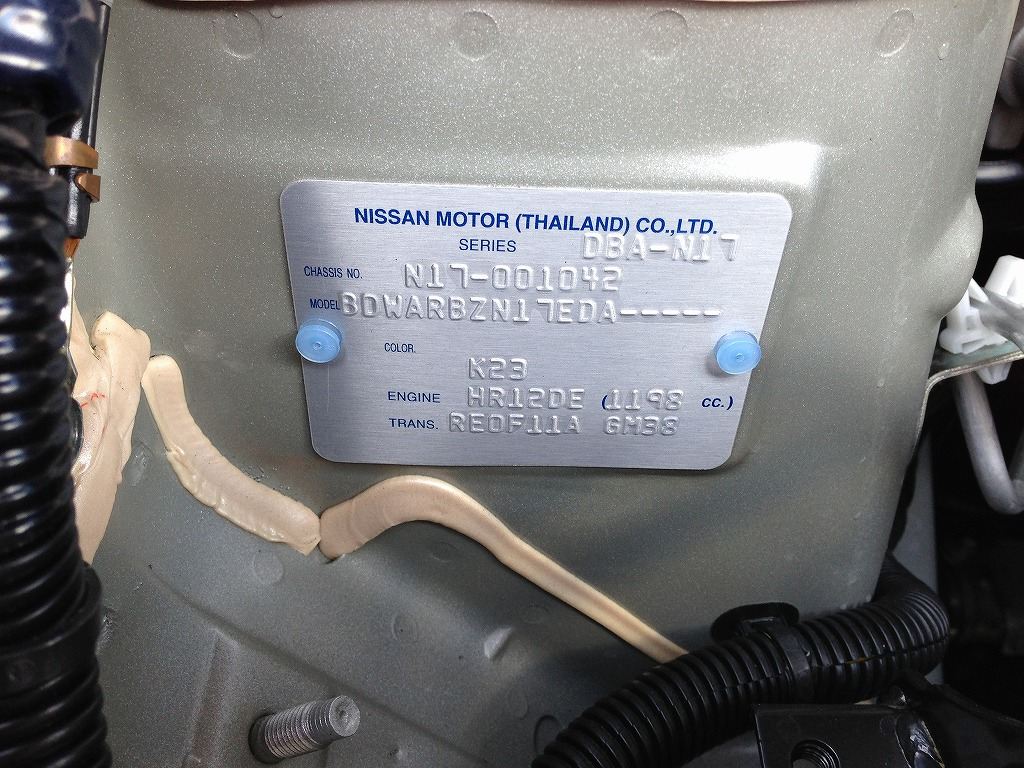 NISSAN MOTOR (THAILAND) CO.,LTD.
SERIES DBA-N17
CHASSIS NO. N17-001042
MODEL BDWARBZN17EDA-----
COLOR.
K23
ENGINE HR12DE (1198 cc.)
TRANS. RE0F11A GM38